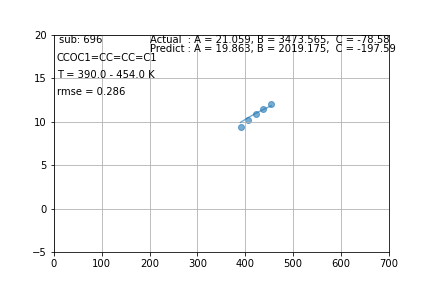 sub: 696
Actual : A = 21.059, B = 3473.565, C = -78.58
Predict : A = 19.863, B = 2019.175, C = -197.59
CCOC1=CC=CC=C1
T = 390.0 - 454.0 K
rmse = 0.286
20
15
10
5
0
−5
0 100 200 300 400 500 600 700